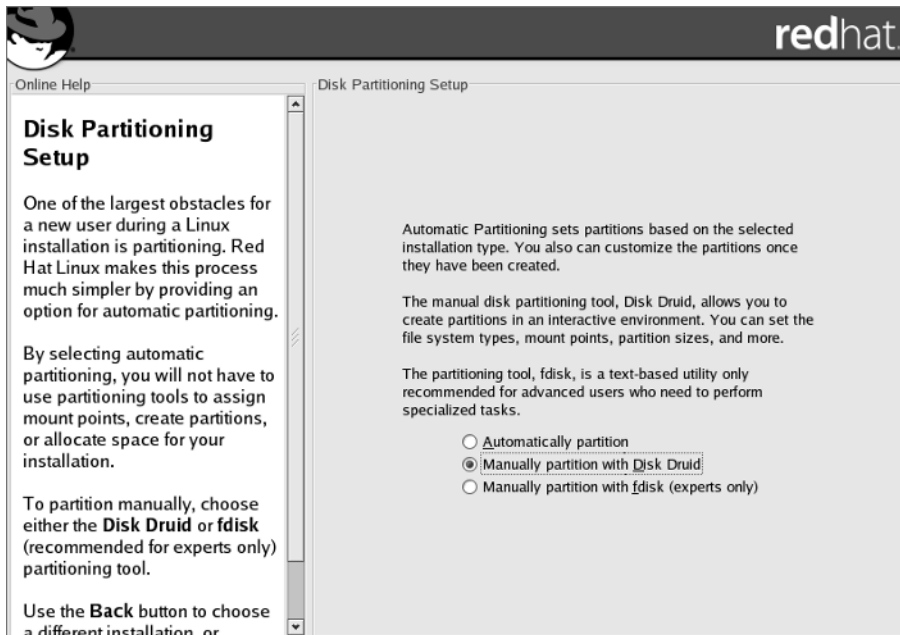 redhat.
Online Help
Disk Partitioning
Setup
One of the largest obstacles for
a new user during a Linux
installation is partitioning. Red
Hat Linux makes this process
much simpler by providing an
option for automatic partitioning.
By selecting automatic
partitioning, you will not have to
use partitioning tools to assign
mount points, create partitions,
or allocate space for your
installation.
To partition manually, choose
either the Disk Druid or fdisk
(recommended for experts only)
partitioning tool.
Use the Back button to choose
a different installation, or
Disk Partitioning Setup
Automatic Partitioning sets partitions based on the selected
installation type. You also can customize the partitions once
they have been created.
The manual disk partitioning tool, Disk Druid, allows you to
create partitions in an interactive environment. You can set the
file system types, mount points, partition sizes, and more.
The partitioning tool, fdisk, is a text-based utility only
recommended for advanced users who need to perform
specialized tasks.
Automatically partition
Manually partition with Disk Druid
Manually partition with fdisk (experts only)